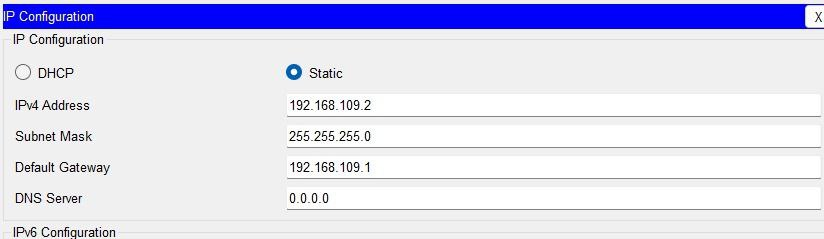 IP Configuration X
IP Configuration
DHCP Static
IPv4 Address 192.168.109.2
Subnet Mask 255.255.255.0
Default Gateway 192.168.109.1
DNS Server 0.0.0.0
IPv6 Configuration